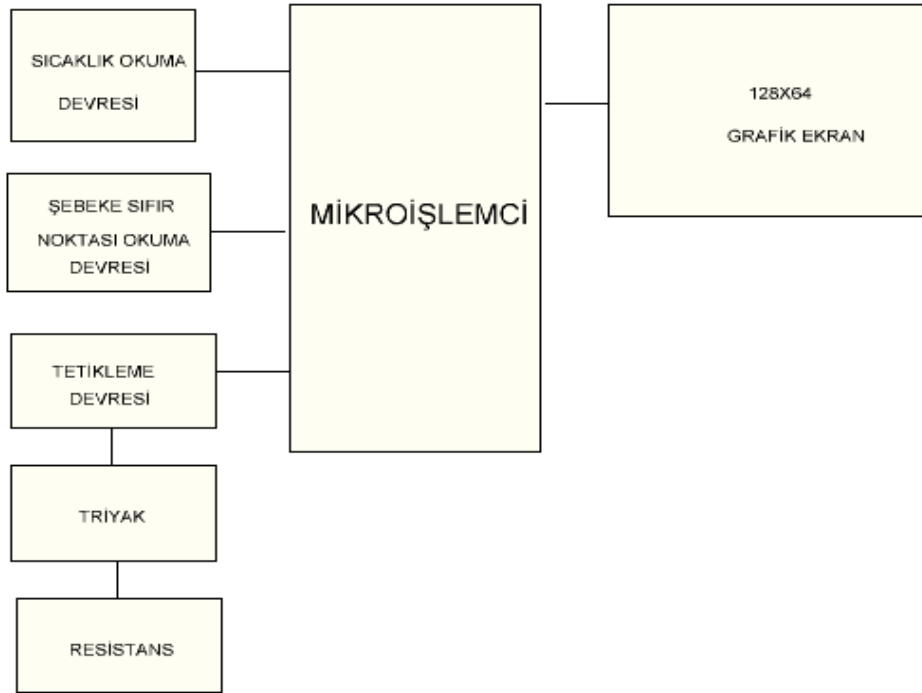 SICAKLIK OKUMA
DEVRESİ
ŞEBEKE SIFIR
NOKTASI OKUMA
DEVRESİ
TETİKLEME
DEVRESİ
TRİYAK
RESİSTANS
MİKROİŞLEMCİ
128X64
GRAFİK EKRAN